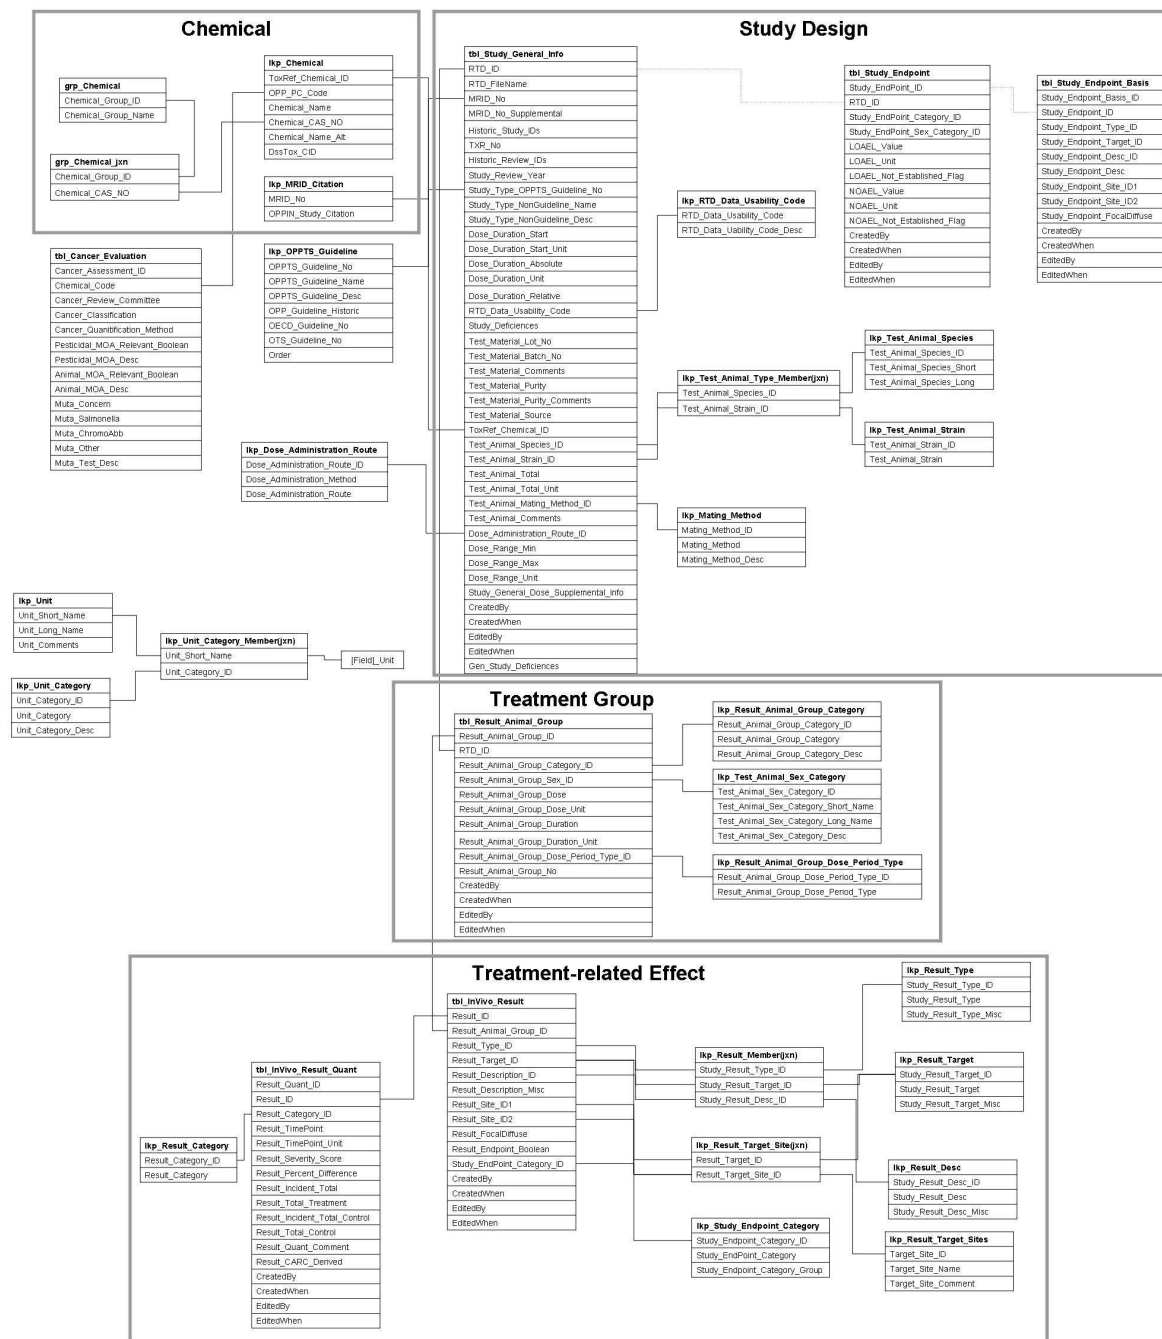 Chemical
grp_Chemical
Chemical_Group_ID
Chemical_Group_Name
grp_Chemical_jxn
Chemical_Group_ID
Chemical_CAS_NO
lkp_Chemical
ToxRef_Chemical_ID
OPP_PC_Code
Chemical_Name
Chemical_CAS_NO
Chemical_Name_Alt
DssTox_CID
lkp_MRID_Citation
MRID_No
OPPIN_Study_Citation
tbl_Cancer_Evaluation
Cancer_Assessment_ID
Chemical_Code
Cancer_Review_Committee
Cancer_Classification
Cancer_Quanitification_Method
Pesticidal_MOA_Relevant_Boolean
Pesticidal_MOA_Desc
Animal_MOA_Relevant_Boolean
Animal_MOA_Desc
Muta_Concern
Muta_Salmonella
Muta_ChromoAbb
Muta_Other
Muta_Test_Desc
lkp_OPPTS_Guideline
OPPTS_Guideline_No
OPPTS_Guideline_Name
OPPTS_Guideline_Desc
OPP_Guideline_Historic
OECD_Guideline_No
OTS_Guideline_No
Order
lkp_Dose_Administration_Route
Dose_Administration_Route_ID
Dose_Administration_Method
Dose_Administration_Route
lkp_Unit
Unit_Short_Name
Unit_Long_Name
Unit_Comments
lkp_Unit_Category_Member(jxn)
Unit_Short_Name
Unit_Category_ID
[Field]_Unit
lkp_Unit_Category
Unit_Category_ID
Unit_Category
Unit_Category_Desc
Study Design
tbl_Study_General_Info
RTD_ID
RTD_FileName
MRID_No
MRID_No_Supplemental
Historic_Study_IDs
TXR_No
Historic_Review_IDs
Study_Review_Year
Study_Type_OPPTS_Guideline_No
Study_Type_NonGuideline_Name
Study_Type_NonGuideline_Desc
Dose_Duration_Start
Dose_Duration_Start_Unit
Dose_Duration_Absolute
Dose_Duration_Unit
Dose_Duration_Relative
RTD_Data_Usability_Code
Study_Deficiences
Test_Material_Lot_No
Test_Material_Batch_No
Test_Material_Comments
Test_Material_Purity
Test_Material_Purity_Comments
Test_Material_Source
ToxRef_Chemical_ID
Test_Animal_Species_ID
Test_Animal_Strain_ID
Test_Animal_Total
Test_Animal_Total_Unit
Test_Animal_Mating_Method_ID
Test_Animal_Comments
Dose_Administration_Route_ID
Dose_Range_Min
Dose_Range_Max
Dose_Range_Unit
Study_General_Dose_Supplemental_Info
CreatedBy
CreatedWhen
EditedBy
EditedWhen
Gen_Study_Deficiences
tbl_Study_Endpoint
Study_EndPoint_ID
RTD_ID
Study_EndPoint_Category_ID
Study_EndPoint_Sex_Category_ID
LOAEL_Value
LOAEL_Unit
LOAEL_Not_Established_Flag
NOAEL_Value
NOAEL_Unit
NOAEL_Not_Established_Flag
CreatedBy
CreatedWhen
EditedBy
EditedWhen
tbl_Study_Endpoint_Basis
Study_Endpoint_Basis_ID
Study_Endpoint_ID
Study_Endpoint_Type_ID
Study_Endpoint_Target_ID
Study_Endpoint_Desc_ID
Study_Endpoint_Desc
Study_Endpoint_Site_ID1
Study_Endpoint_Site_ID2
Study_Endpoint_FocalDiffuse
CreatedBy
CreatedWhen
EditedBy
EditedWhen
lkp_RTD_Data_Usability_Code
RTD_Data_Usability_Code
RTD_Data_Uability_Code_Desc
lkp_Test_Animal_Type_Member(jxn)
Test_Animal_Species_ID
Test_Animal_Strain_ID
lkp_Test_Animal_Species
Test_Animal_Species_ID
Test_Animal_Species_Short
Test_Animal_Species_Long
lkp_Test_Animal_Strain
Test_Animal_Strain_ID
Test_Animal_Strain
lkp_Mating_Method
Mating_Method_ID
Mating_Method
Mating_Method_Desc
Treatment Group
tbl_Result_Animal_Group
Result_Animal_Group_ID
RTD_ID
Result_Animal_Group_Category_ID
Result_Animal_Group_Sex_ID
Result_Animal_Group_Dose
Result_Animal_Group_Dose_Unit
Result_Animal_Group_Duration
Result_Animal_Group_Duration_Unit
Result_Animal_Group_Dose_Period_Type_ID
Result_Animal_Group_No
CreatedBy
CreatedWhen
EditedBy
EditedWhen
lkp_Result_Animal_Group_Category
Result_Animal_Group_Category_ID
Result_Animal_Group_Category
Result_Animal_Group_Category_Desc
lkp_Test_Animal_Sex_Category
Test_Animal_Sex_Category_ID
Test_Animal_Sex_Category_Short_Name
Test_Animal_Sex_Category_Long_Name
Test_Animal_Sex_Category_Desc
lkp_Result_Animal_Group_Dose_Period_Type
Result_Animal_Group_Dose_Period_Type_ID
Result_Animal_Group_Dose_Period_Type
Treatment-related Effect
lkp_Result_Category
Result_Category_ID
Result_Category
tbl_InVivo_Result_Quant
Result_Quant_ID
Result_ID
Result_Category_ID
Result_TimePoint
Result_TimePoint_Unit
Result_Severity_Score
Result_Percent_Difference
Result_Incident_Total
Result_Total_Treatment
Result_Incident_Total_Control
Result_Total_Control
Result_Quant_Comment
Result_CARC_Derived
CreatedBy
CreatedWhen
EditedBy
EditedWhen
tbl_InVivo_Result
Result_ID
Result_Animal_Group_ID
Result_Type_ID
Result_Target_ID
Result_Description_ID
Result_Description_Misc
Result_Site_ID1
Result_Site_ID2
Result_FocalDiffuse
Result_Endpoint_Boolean
Study_EndPoint_Category_ID
CreatedBy
CreatedWhen
EditedBy
EditedWhen
lkp_Result_Member(jxn)
Study_Result_Type_ID
Study_Result_Target_ID
Study_Result_Desc_ID
lkp_Result_Target_Site(jxn)
Result_Target_ID
Result_Target_Site_ID
lkp_Study_Endpoint_Category
Study_Endpoint_Category_ID
Study_EndPoint_Category
Study_Endpoint_Category_Group
lkp_Result_Type
Study_Result_Type_ID
Study_Result_Type
Study_Result_Type_Misc
lkp_Result_Target
Study_Result_Target_ID
Study_Result_Target
Study_Result_Target_Misc
lkp_Result_Desc
Study_Result_Desc_ID
Study_Result_Desc
Study_Result_Desc_Misc
lkp_Result_Target_Sites
Target_Site_ID
Target_Site_Name
Target_Site_Comment